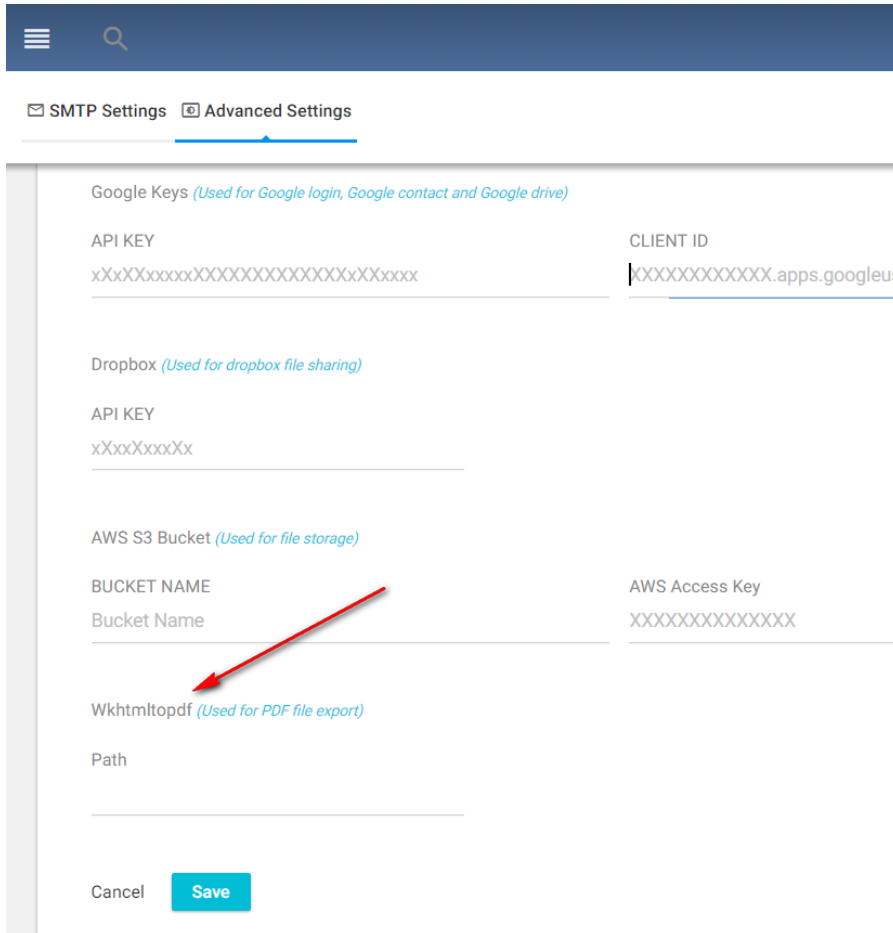 SMTP Settings Advanced Settings
Google Keys (Used for Google login, Google contact and Google drive)
API KEY CLIENT ID
xXxXXxxxxxXXXXXXXXXXXXXxXXxxxx XXXXXXXXXXXX.apps.googleu
Dropbox (Used for dropbox file sharing)
API KEY
xXxxXxxxXx
AWS S3 Bucket (Used for file storage)
BUCKET NAME AWS Access Key
Bucket Name XXXXXXXXXXXXXX
Wkhtmltopdf (Used for PDF file export)
Path
Cancel Save